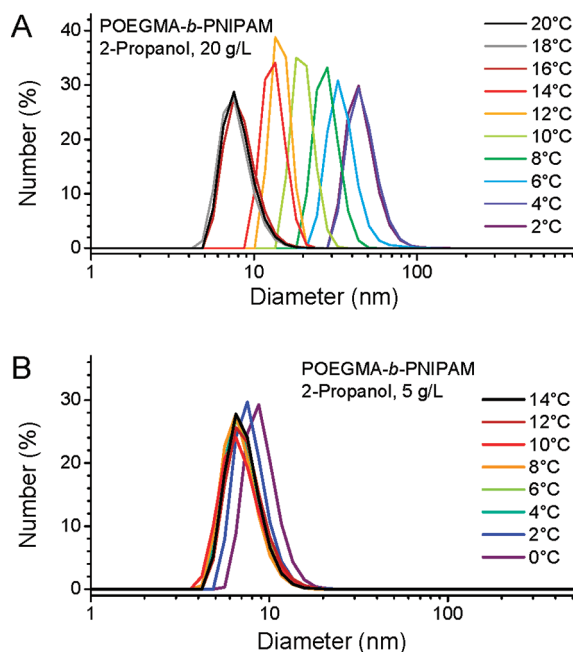 A
POEGMA-b-PNIPAM
2-Propanol, 20 g/L
20°C
18°C
16°C
14°C
12°C
10°C
8°C
6°C
4°C
2°C
Number (%)
40
30
20
10
0
1
10
100
Diameter (nm)
B
POEGMA-b-PNIPAM
2-Propanol, 5 g/L
14°C
12°C
10°C
8°C
6°C
4°C
2°C
0°C
Number (%)
30
20
10
0
1
10
100
Diameter (nm)